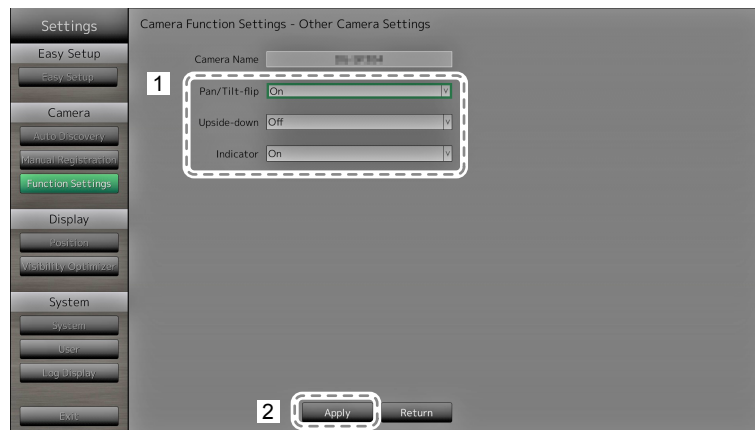 Settings
Camera Function Settings - Other Camera Settings
Easy Setup
Easy Setup
Camera Name
1
Pan/Tilt-flip On
Upside-down Off
Indicator On
Camera
Auto Discovery
Manual Registration
Function Settings
Display
Position
Visibility Optimizer
System
System
User
Log Display
Exit
2
Apply
Return